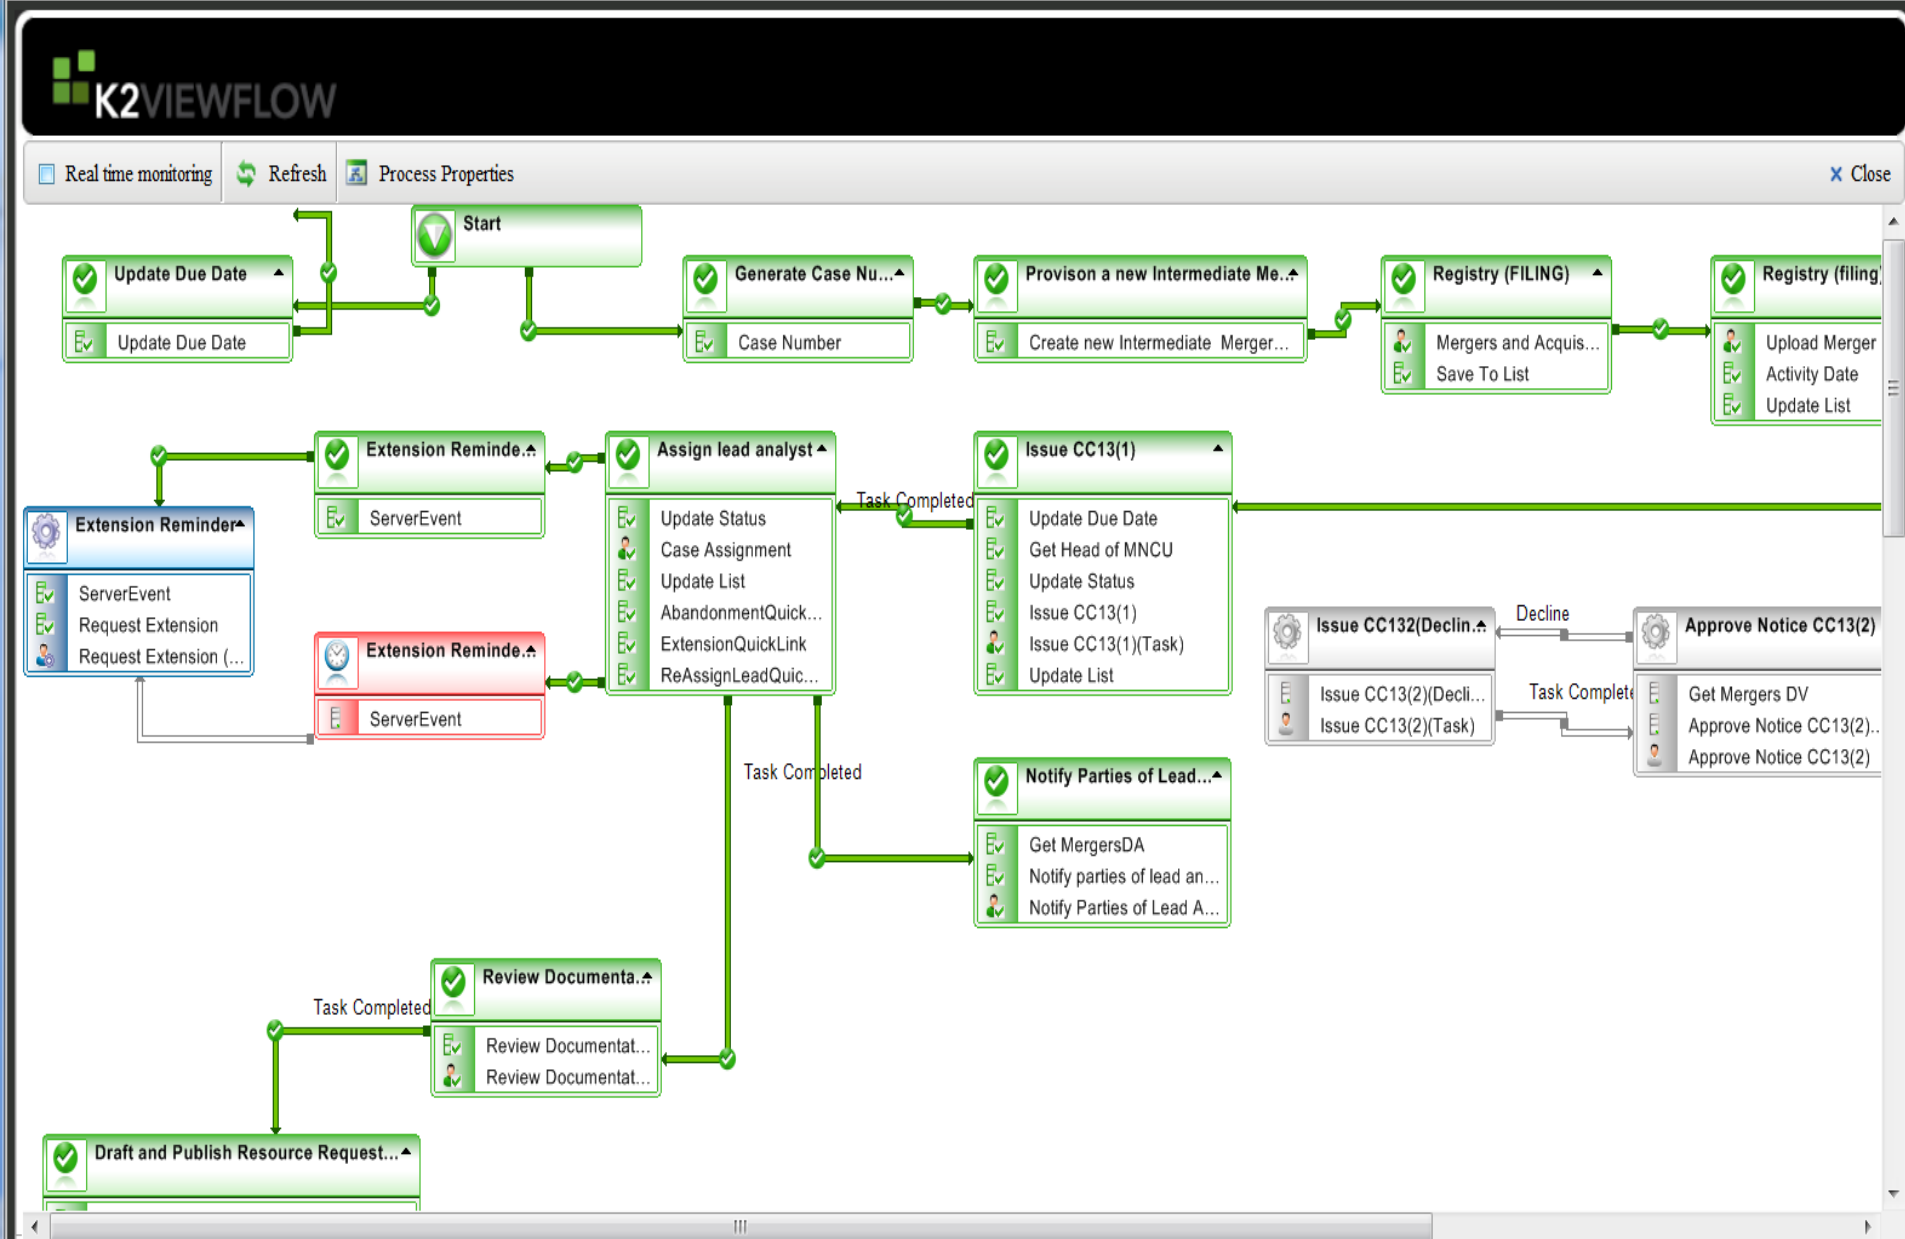 K2VIEWFLOW
Real time monitoring
Refresh
Process Properties
Close
Start
Update Due Date
Update Due Date
Generate Case Nu...
Case Number
Provison a new Intermediate Me...
Create new Intermediate Merger...
Registry (FILING)
Mergers and Acquis...
Save To List
Registry (filing)
Upload Merger
Activity Date
Update List
Extension Reminde...
ServerEvent
Assign lead analyst
Update Status
Case Assignment
Update List
AbandonmentQuick...
ExtensionQuickLink
ReAssignLeadQuic...
Task Completed
Issue CC13(1)
Update Due Date
Get Head of MNCU
Update Status
Issue CC13(1)
Issue CC13(1)(Task)
Update List
Extension Reminder
ServerEvent
Request Extension
Request Extension (...
Extension Reminde...
ServerEvent
Issue CC132(Declin...
Issue CC13(2)(Decli...
Issue CC13(2)(Task)
Decline
Task Complete
Approve Notice CC13(2)
Get Mergers DV
Approve Notice CC13(2)...
Approve Notice CC13(2)
Task Completed
Notify Parties of Lead...
Get MergersDA
Notify parties of lead an...
Notify Parties of Lead A...
Review Documenta...
Review Documentat...
Review Documentat...
Task Completed
Draft and Publish Resource Request...